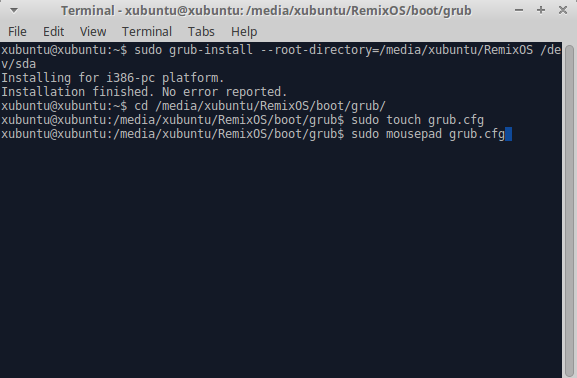 Terminal - xubuntu@xubuntu: /media/xubuntu/RemixOS/boot/grub
File Edit View Terminal Tabs Help
xubuntu@xubuntu:~$ sudo grub-install --root-directory=/media/xubuntu/RemixOS /de
v/sda
Installing for i386-pc platform.
Installation finished. No error reported.
xubuntu@xubuntu:~$ cd /media/xubuntu/RemixOS/boot/grub/
xubuntu@xubuntu:/media/xubuntu/RemixOS/boot/grub$ sudo touch grub.cfg
xubuntu@xubuntu:/media/xubuntu/RemixOS/boot/grub$ sudo mousepad grub.cfg